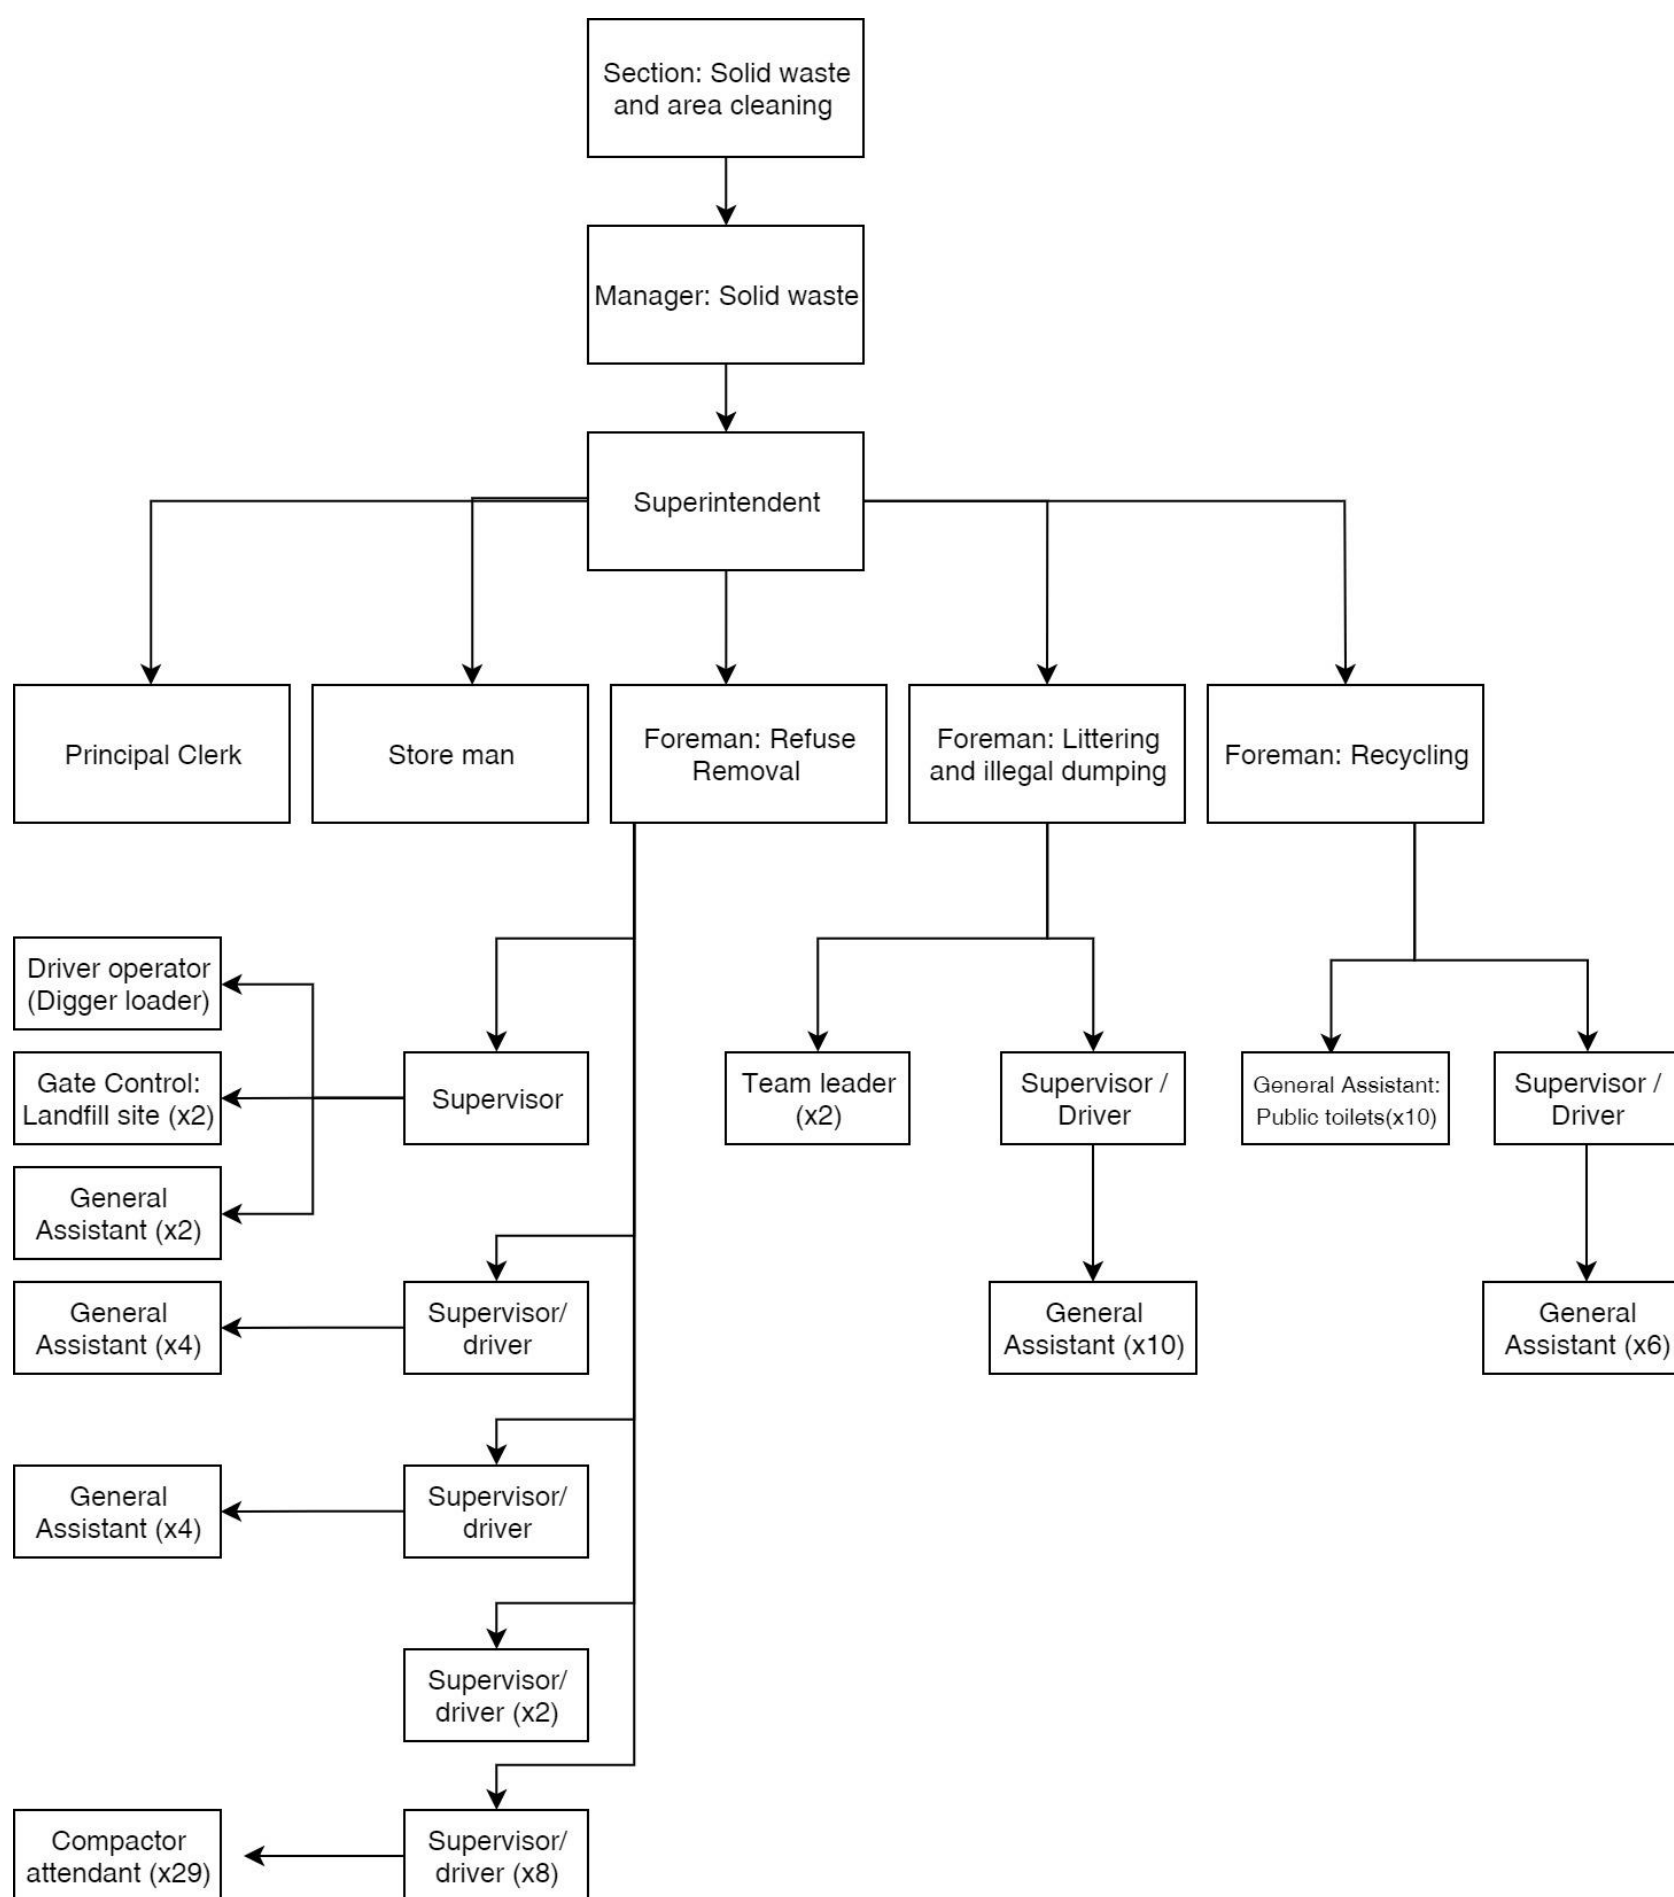 Section: Solid waste
and area cleaning
Manager: Solid waste
Superintendent
Principal Clerk
Store man
Foreman: Refuse
Removal
Foreman: Littering
and illegal dumping
Foreman: Recycling
Driver operator
(Digger loader)
Gate Control:
Landfill site (x2)
General
Assistant (x2)
Supervisor
Team leader
(x2)
Supervisor /
Driver
General Assistant:
Public toilets(x10)
Supervisor /
Driver
General
Assistant (x4)
Supervisor/
driver
General
Assistant (x10)
General
Assistant (x6)
General
Assistant (x4)
Supervisor/
driver
Supervisor/
driver (x2)
Compactor
attendant (x29)
Supervisor/
driver (x8)